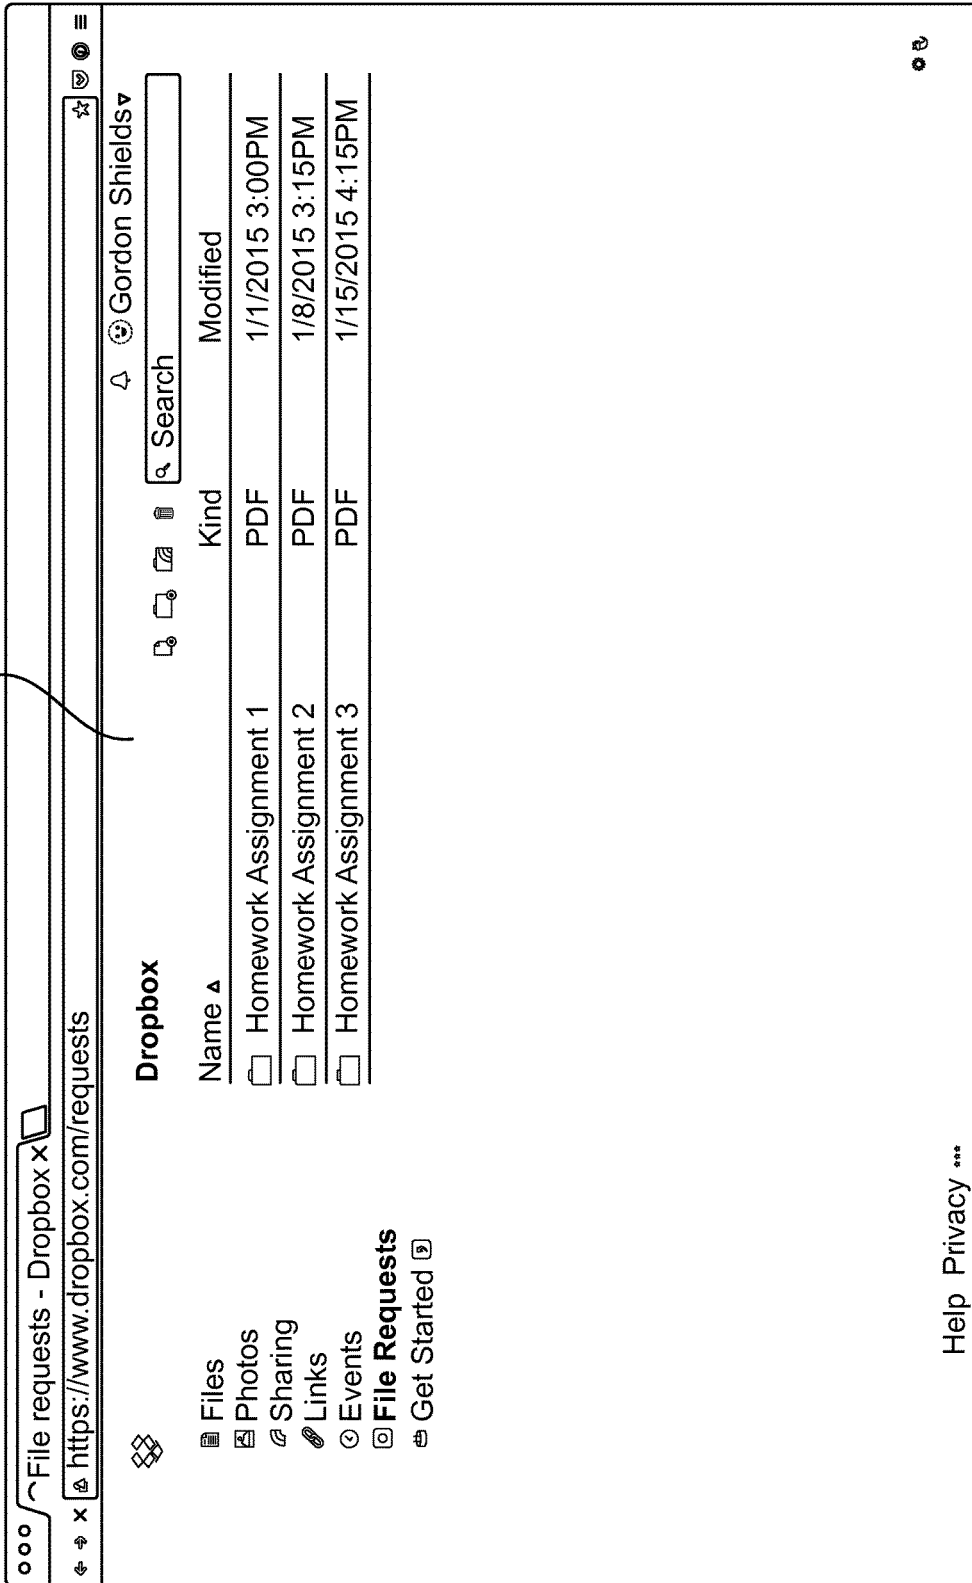 File requests - Dropbox
https://www.dropbox.com/requests
Gordon Shields
Dropbox
Search
Name Kind Modified
Homework Assignment 1 PDF 1/1/2015 3:00PM
Homework Assignment 2 PDF 1/8/2015 3:15PM
Homework Assignment 3 PDF 1/15/2015 4:15PM
Files
Photos
Sharing
Links
Events
File Requests
Get Started
Help Privacy